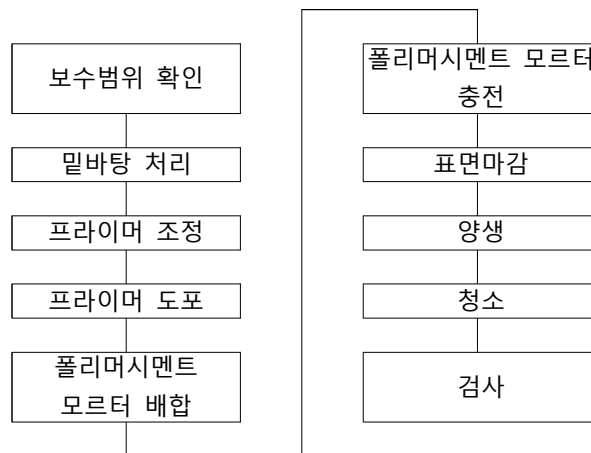 보수범위 확인
밑바탕 처리
프라이머 조정
프라이머 도포
폴리머시멘트
모르터 배합
폴리머시멘트 모르터
충전
표면마감
양생
청소
검사